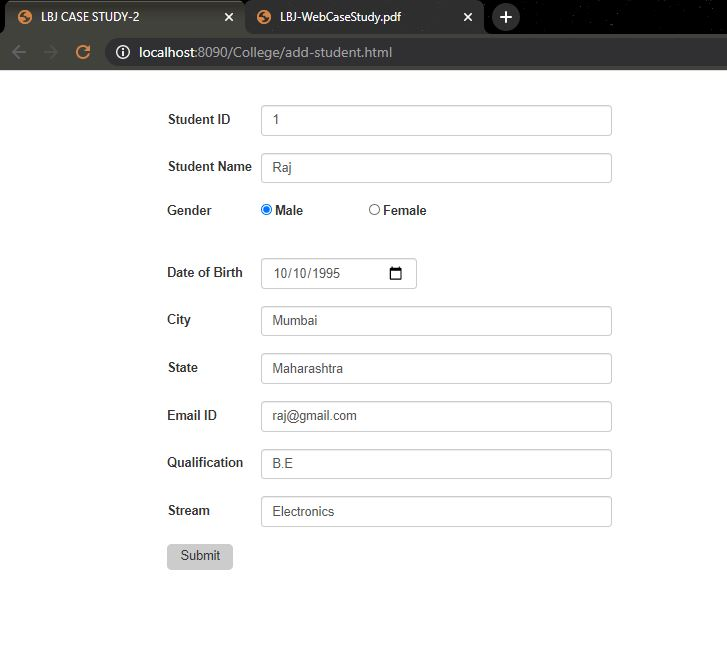 LBJ CASE STUDY-2 LBJ-WebCaseStudy.pdf
localhost:8090/College/add-student.html
Student ID 1
Student Name Raj
Gender Male Female
Date of Birth 10/10/1995
City Mumbai
State Maharashtra
Email ID raj@gmail.com
Qualification B.E
Stream Electronics
Submit